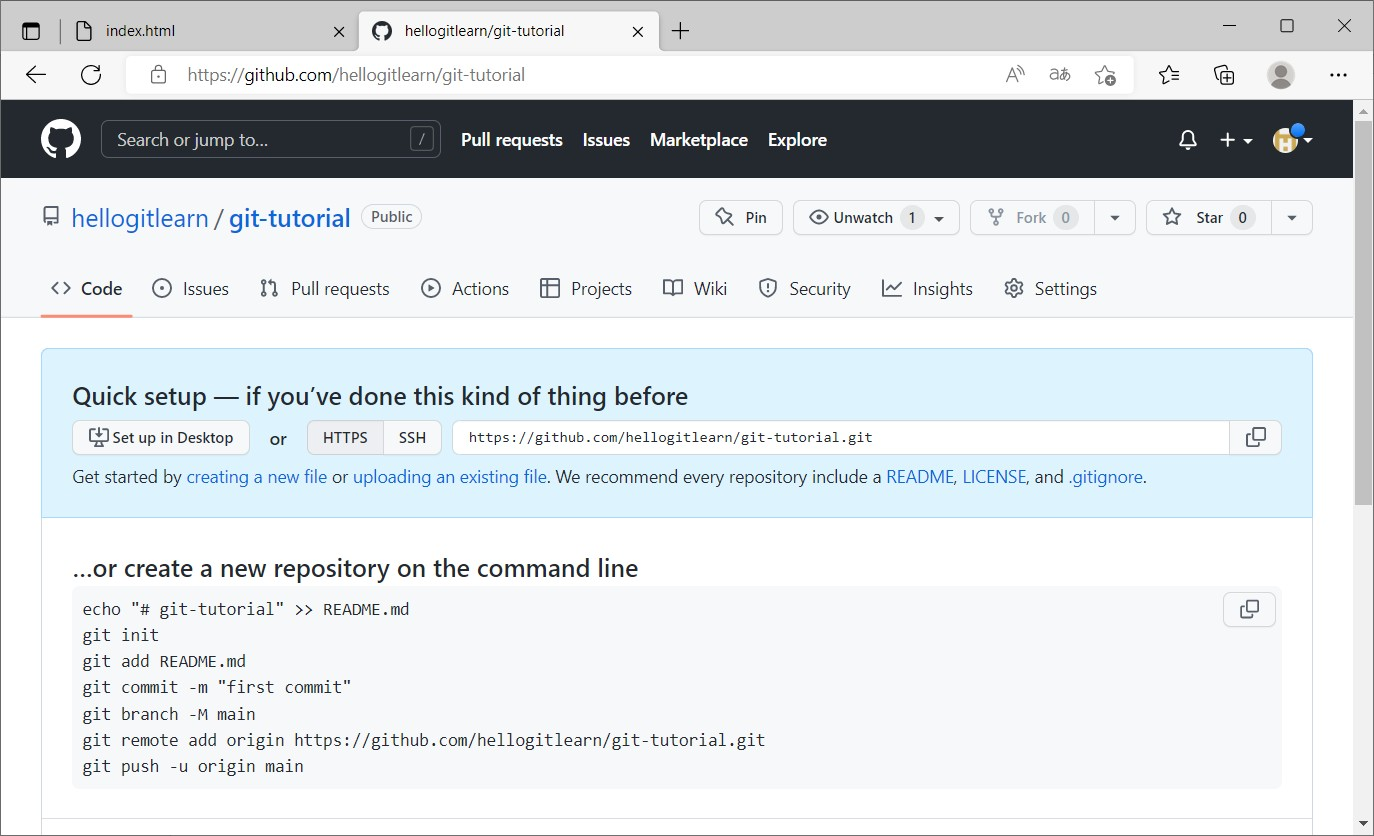 index.html
hellogitlearn/git-tutorial
https://github.com/hellogitlearn/git-tutorial
aあ
Search or jump to... /
Pull requests Issues Marketplace Explore
hellogitlearn / git-tutorial Public
Pin Unwatch 1 Fork 0 Star 0
Code Issues Pull requests Actions Projects Wiki Security Insights Settings
Quick setup — if you’ve done this kind of thing before
Set up in Desktop or HTTPS SSH https://github.com/hellogitlearn/git-tutorial.git
Get started by creating a new file or uploading an existing file. We recommend every repository include a README, LICENSE, and .gitignore.
…or create a new repository on the command line
echo "# git-tutorial" >> README.md
git init
git add README.md
git commit -m "first commit"
git branch -M main
git remote add origin https://github.com/hellogitlearn/git-tutorial.git
git push -u origin main